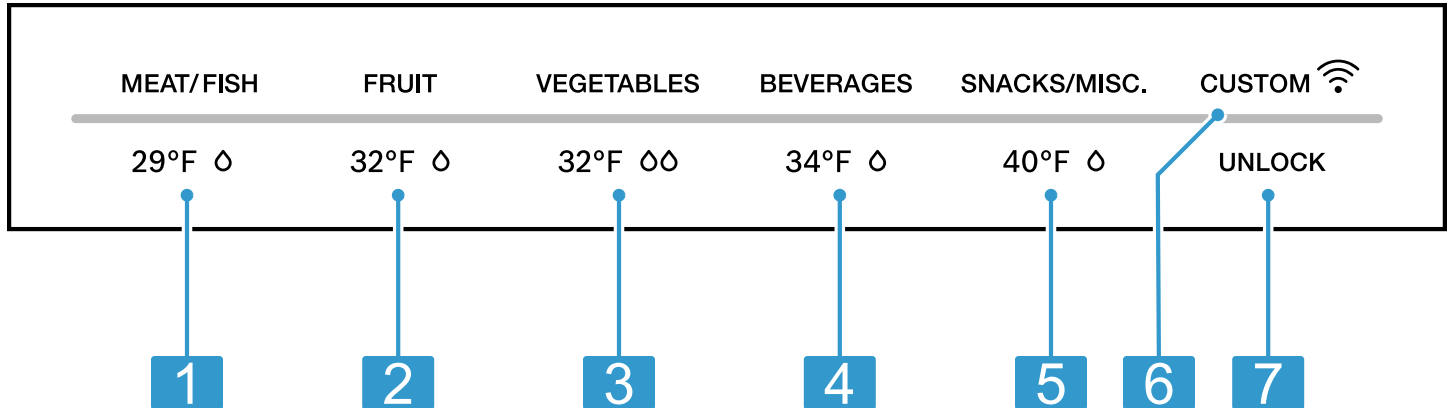 MEAT/FISH FRUIT VEGETABLES BEVERAGES SNACKS/MISC. CUSTOM
29°F 32°F 32°F 34°F 40°F UNLOCK
1 2 3 4 5 6 7